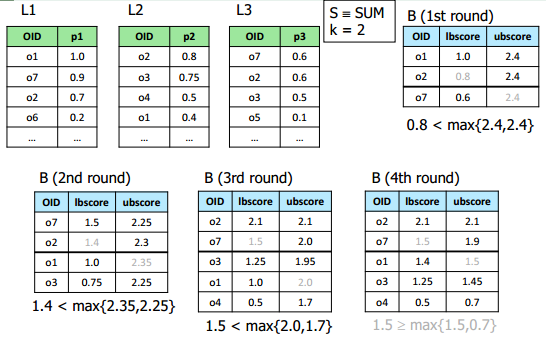 L1
L2
L3
S ≡ SUM
k = 2
B (1st round)
OID p1
o1 1.0
o7 0.9
o2 0.7
o6 0.2
... ...
OID p2
o2 0.8
o3 0.75
o4 0.5
o1 0.4
... ...
OID p3
o7 0.6
o2 0.6
o3 0.5
o5 0.1
... ...
OID lbscore ubscore
o1 1.0 2.4
o2 0.8 2.4
o7 0.6 2.4
0.8 < max{2.4,2.4}
B (2nd round)
OID lbscore ubscore
o7 1.5 2.25
o2 1.4 2.3
o1 1.0 2.35
o3 0.75 2.25
1.4 < max{2.35,2.25}
B (3rd round)
OID lbscore ubscore
o2 2.1 2.1
o7 1.5 2.0
o3 1.25 1.95
o1 1.0 2.0
o4 0.5 1.7
1.5 < max{2.0,1.7}
B (4th round)
OID lbscore ubscore
o2 2.1 2.1
o7 1.5 1.9
o1 1.4 1.5
o3 1.25 1.45
o4 0.5 0.7
1.5 ≥ max{1.5,0.7}